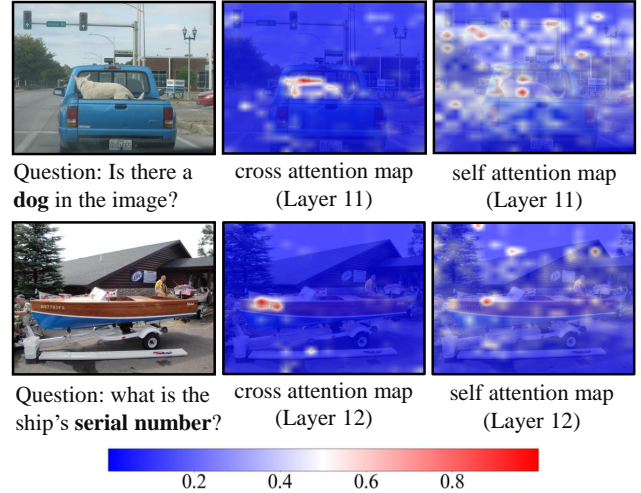 Question: Is there a
dog in the image?
cross attention map
(Layer 11)
self attention map
(Layer 11)
Question: what is the
ship's serial number?
cross attention map
(Layer 12)
self attention map
(Layer 12)
0.2 0.4 0.6 0.8